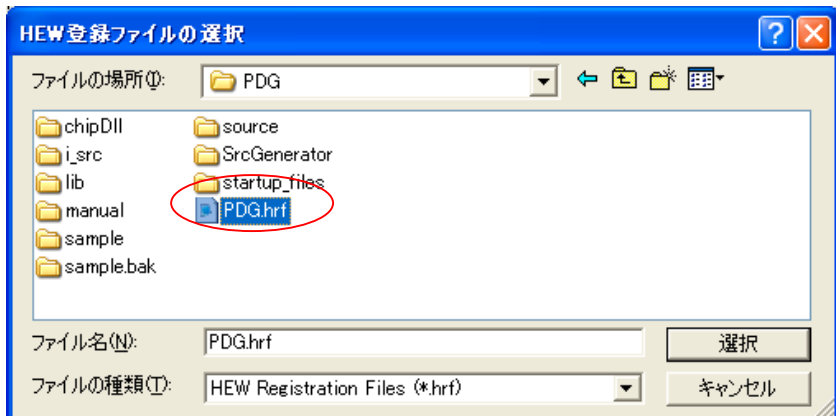 HEW登録ファイルの選択
ファイルの場所(I): PDG
chipDll source
i_src SrcGenerator
lib startup_files
manual PDG.hrf
sample
sample.bak
ファイル名(N): PDG.hrf 選択
ファイルの種類(T): HEW Registration Files (*.hrf) キャンセル